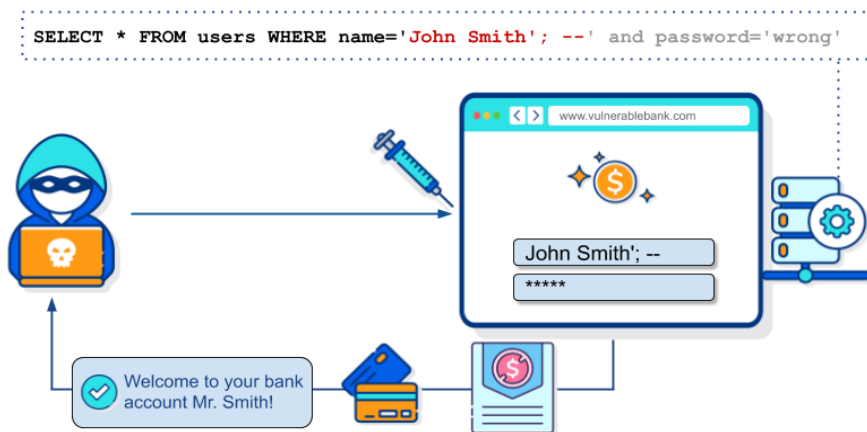 SELECT * FROM users WHERE name='John Smith'; --' and password='wrong'
www.vulnerablebank.com
$
John Smith'; --
*****
$
Welcome to your bank
account Mr. Smith!